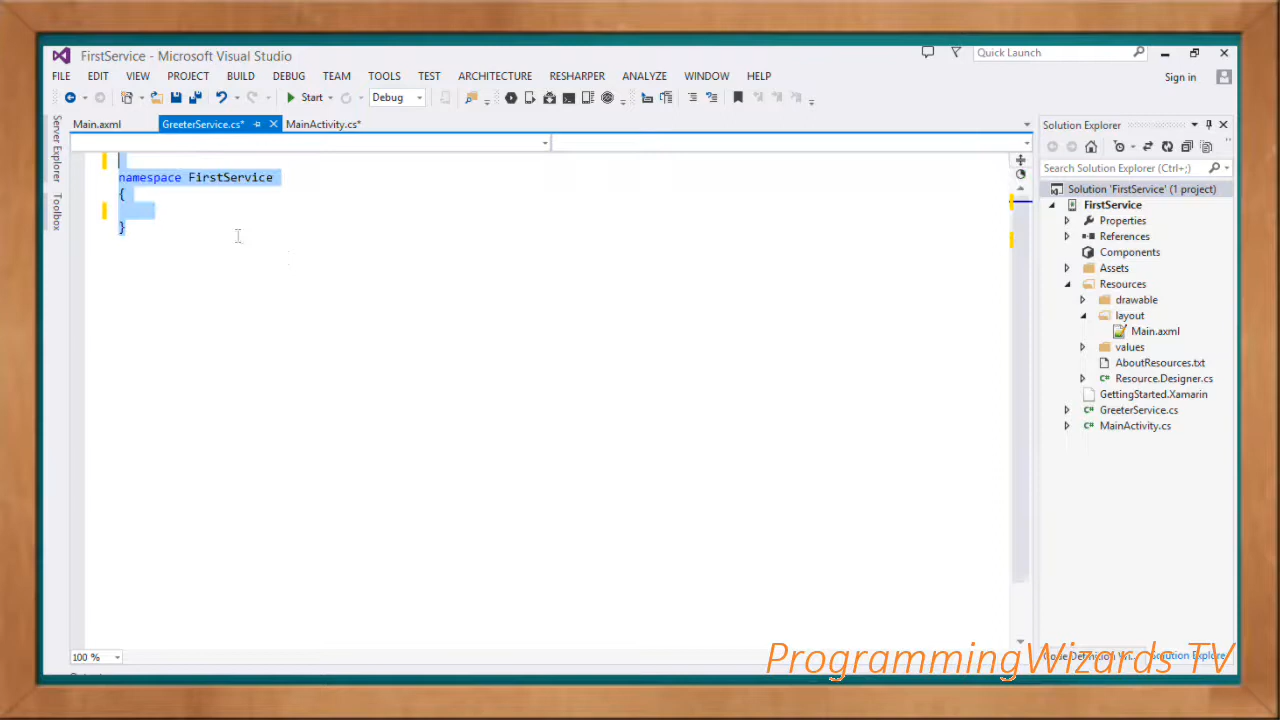 FirstService - Microsoft Visual Studio
Quick Launch
FILE EDIT VIEW PROJECT BUILD DEBUG TEAM TOOLS TEST ARCHITECTURE RESHARPER ANALYZE WINDOW HELP
Sign in
Start
Debug
Server Explorer
Toolbox
Main.axml
GreeterService.cs*
MainActivity.cs*
namespace FirstService
{
}
100 %
Solution Explorer
Search Solution Explorer (Ctrl+;)
Solution 'FirstService' (1 project)
FirstService
Properties
References
Components
Assets
Resources
drawable
layout
Main.axml
values
AboutResources.txt
Resource.Designer.cs
GettingStarted.Xamarin
GreeterService.cs
MainActivity.cs
ProgrammingWizards TV